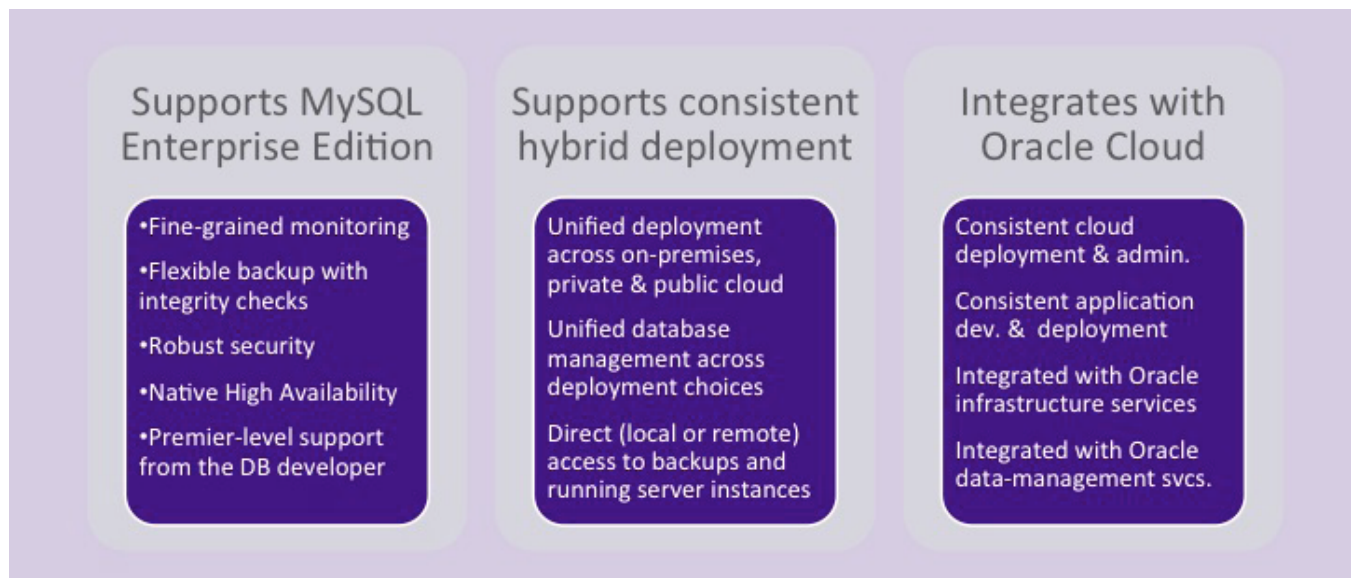 Supports MySQL
Enterprise Edition
•Fine-grained monitoring
•Flexible backup with
integrity checks
•Robust security
•Native High Availability
•Premier-level support
from the DB developer
Supports consistent
hybrid deployment
Unified deployment
across on-premises,
private & public cloud
Unified database
management across
deployment choices
Direct (local or remote)
access to backups and
running server instances
Integrates with
Oracle Cloud
Consistent cloud
deployment & admin.
Consistent application
dev. & deployment
Integrated with Oracle
infrastructure services
Integrated with Oracle
data-management svcs.